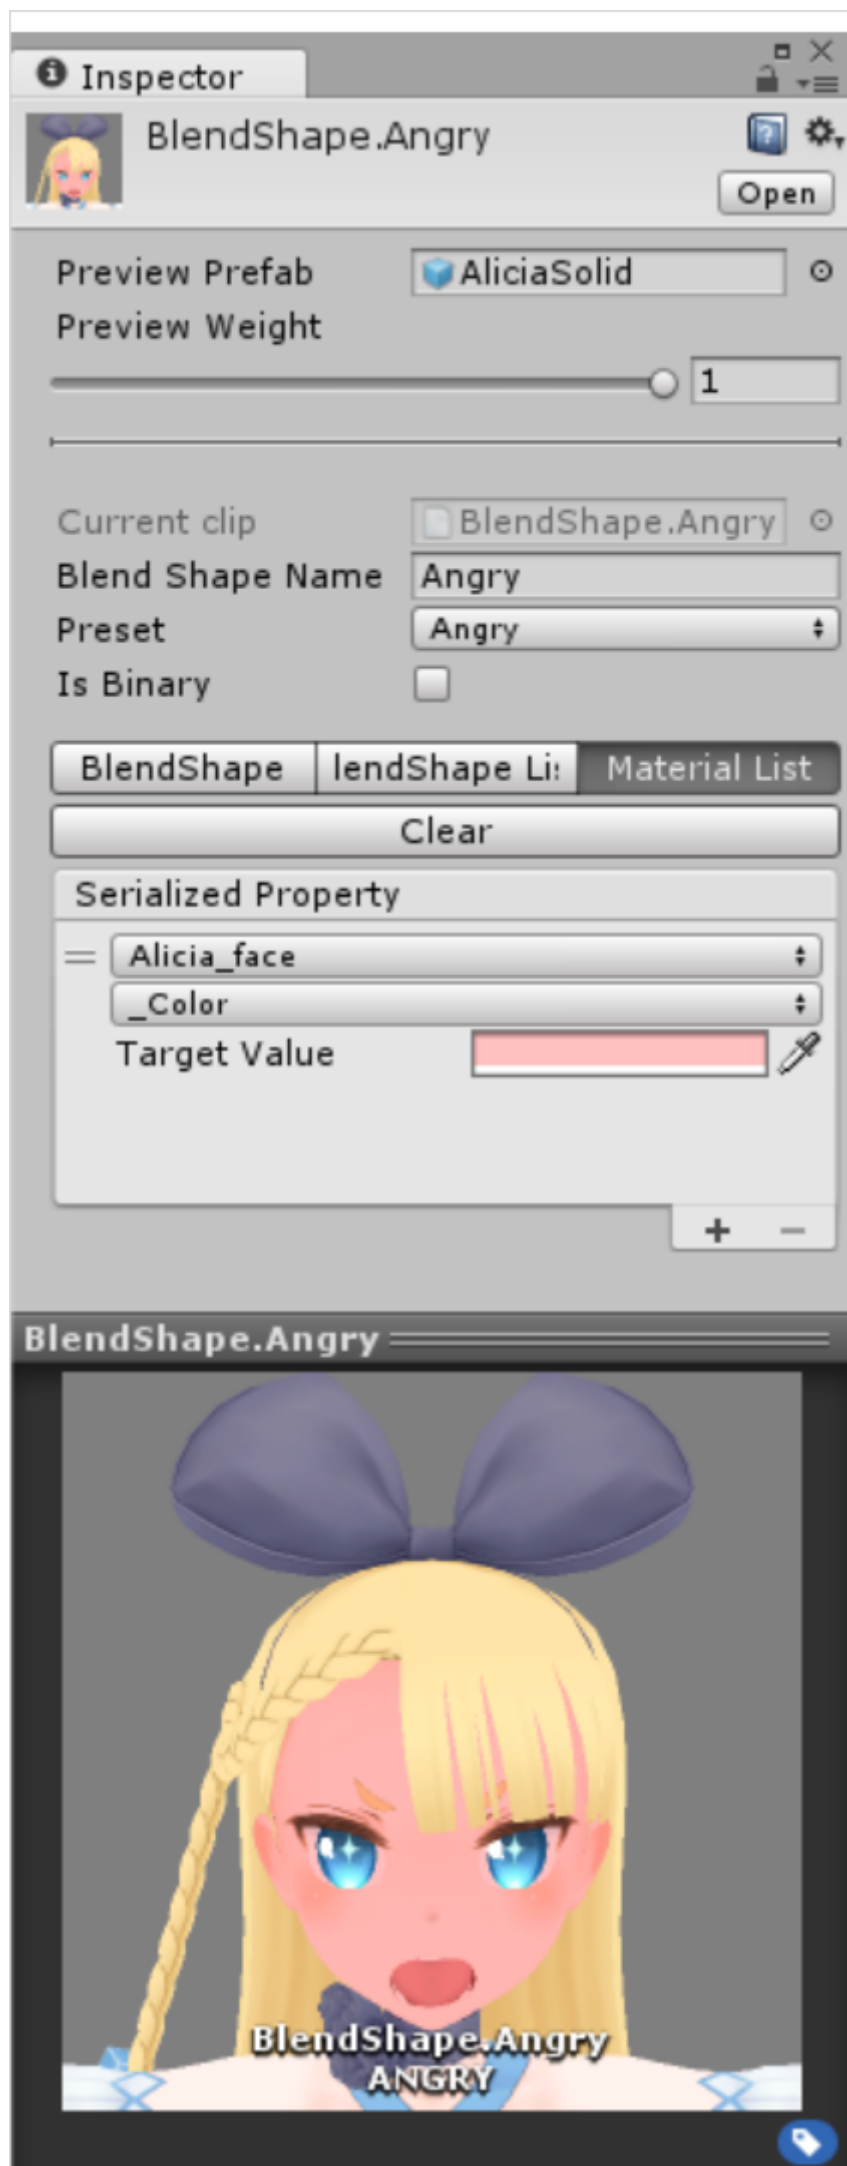 Inspector
BlendShape.Angry
Open
Preview Prefab AliciaSolid
Preview Weight
1
Current clip BlendShape.Angry
Blend Shape Name Angry
Preset Angry
Is Binary
BlendShape lendShape Li Material List
Clear
Serialized Property
Alicia_face
_Color
Target Value
BlendShape.Angry
BlendShape.Angry
ANGRY